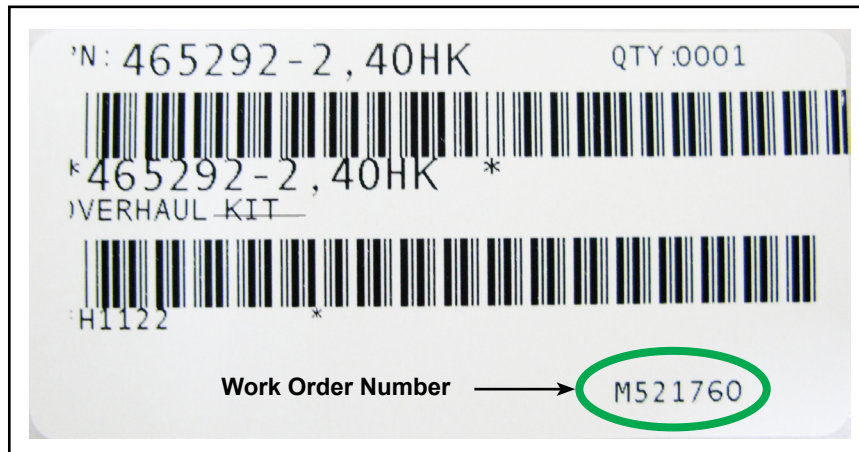 'N: 465292-2,40HK QTY:0001
*465292-2,40HK *
OVERHAUL KIT
H1122 *
Work Order Number M521760